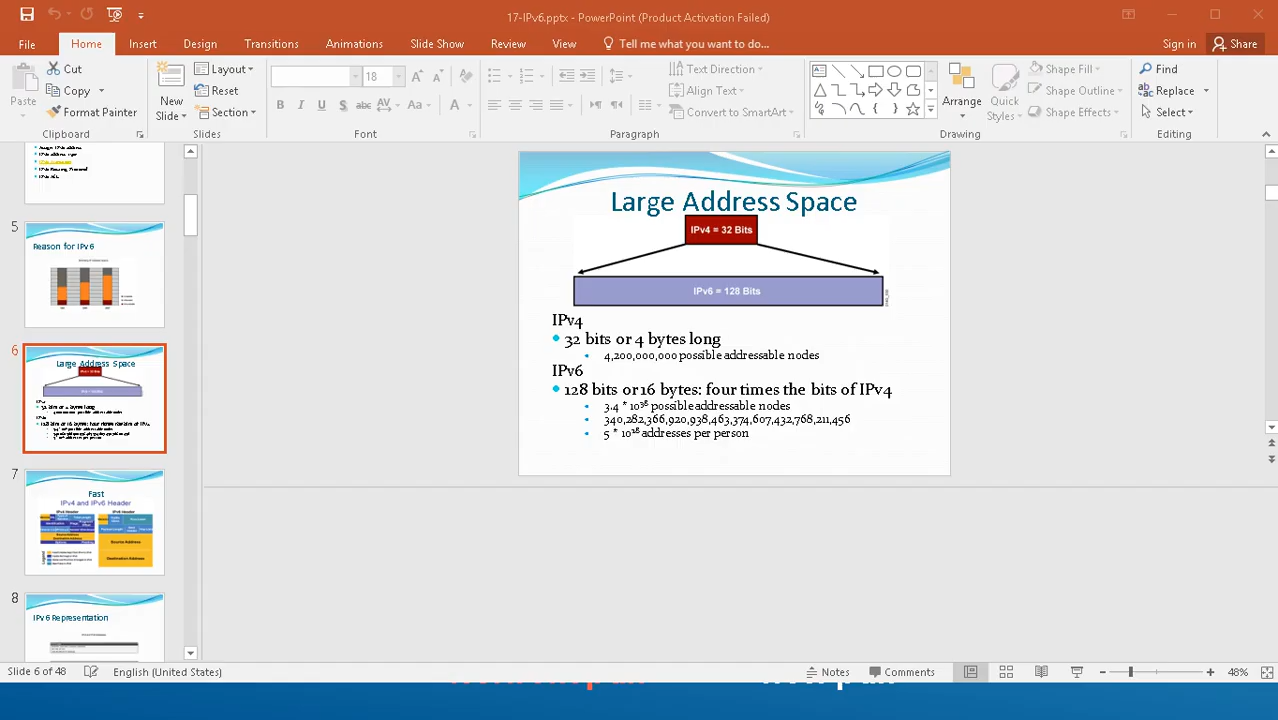 17-IPv6.pptx - PowerPoint (Product Activation Failed)
File Home Insert Design Transitions Animations Slide Show Review View Tell me what you want to do... Sign in Share
Paste
Cut
Copy
Format Painter
Clipboard
New
Slide
Layout
Reset
Section
Slides
18
Font
Paragraph
Text Direction
Align Text
Convert to SmartArt
Arrange
Quick
Styles
Shape Fill
Shape Outline
Shape Effects
Drawing
Find
Replace
Select
Editing
5
Reason for IPv6
6
Large Address Space
7
Fast
IPv4 and IPv6 Header
Source Address
Destination Address
8
IPv6 Representation
Large Address Space
IPv4 = 32 Bits
IPv6 = 128 Bits
IPv4
• 32 bits or 4 bytes long
• 4,200,000,000 possible addressable nodes
IPv6
• 128 bits or 16 bytes: four times the bits of IPv4
• 3.4 * 10³⁸ possible addressable nodes
• 340,282,366,920,938,463,374,607,432,768,211,456
• 5 * 10²⁸ addresses per person
Slide 6 of 48 English (United States) Notes Comments 48%